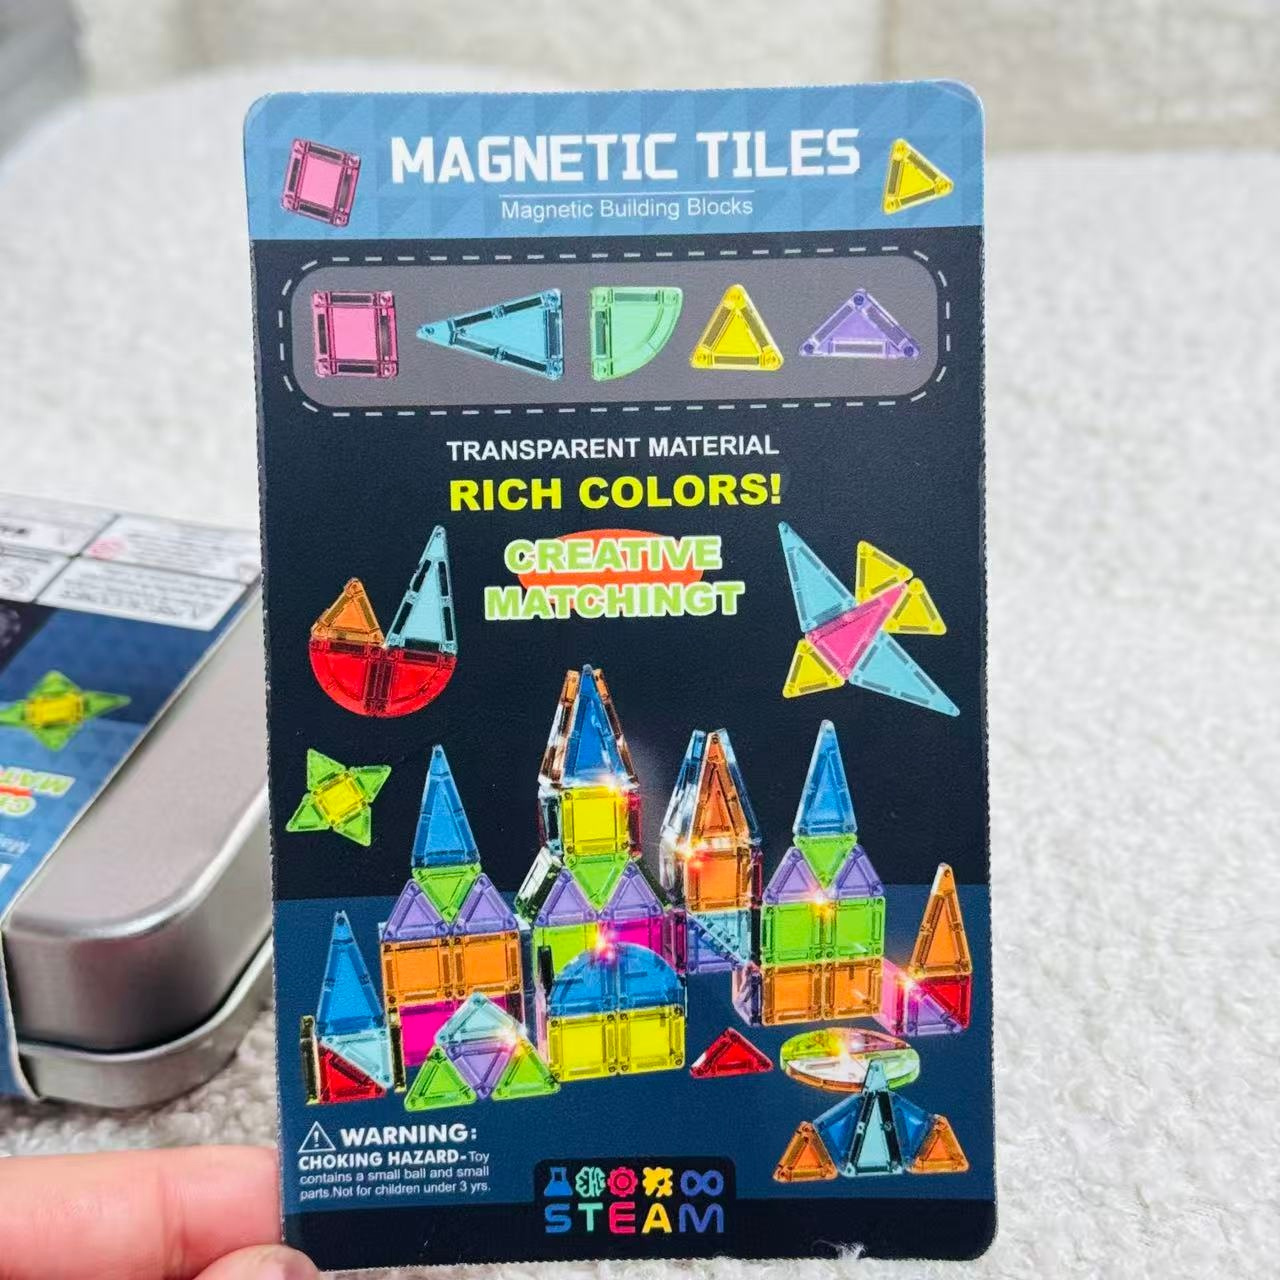 MAGNETIC TILES
Magnetic Building Blocks
TRANSPARENT MATERIAL
RICH COLORS!
CREATIVE
MATCHINGT
WARNING:
CHOKING HAZARD-Toy
contains a small ball and small
parts.Not for children under 3 yrs.
STEAM